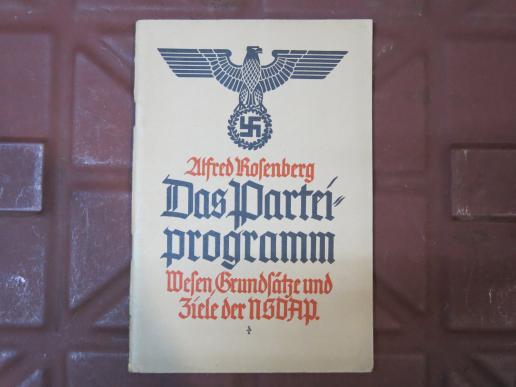 Alfred Rosenberg
Das Partei-
programm
Wesen, Grundsätze und
Ziele der NSDAP.